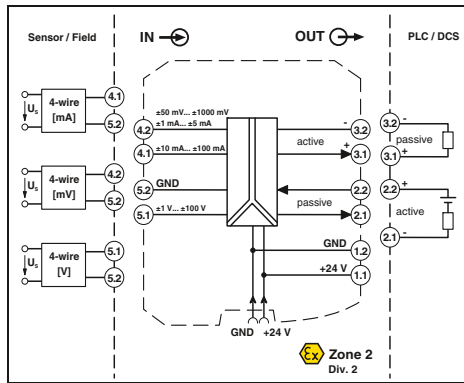 Sensor / Field
IN
OUT
PLC / DCS
Us
4-wire
[mA]
4.1
5.2
Us
4-wire
[mV]
4.2
5.2
Us
4-wire
[V]
5.1
5.2
±50 mV... ±1000 mV
±1 mA... ±5 mA
4.2
±10 mA... ±100 mA
4.1
GND
5.2
±1 V... ±100 V
5.1
-
active
3.2
+
3.1
2.2
passive
2.1
GND
1.2
+24 V
1.1
GND +24 V
3.2 -
passive
3.1 +
2.2 +
active
2.1 -
Ex Zone 2
Div. 2